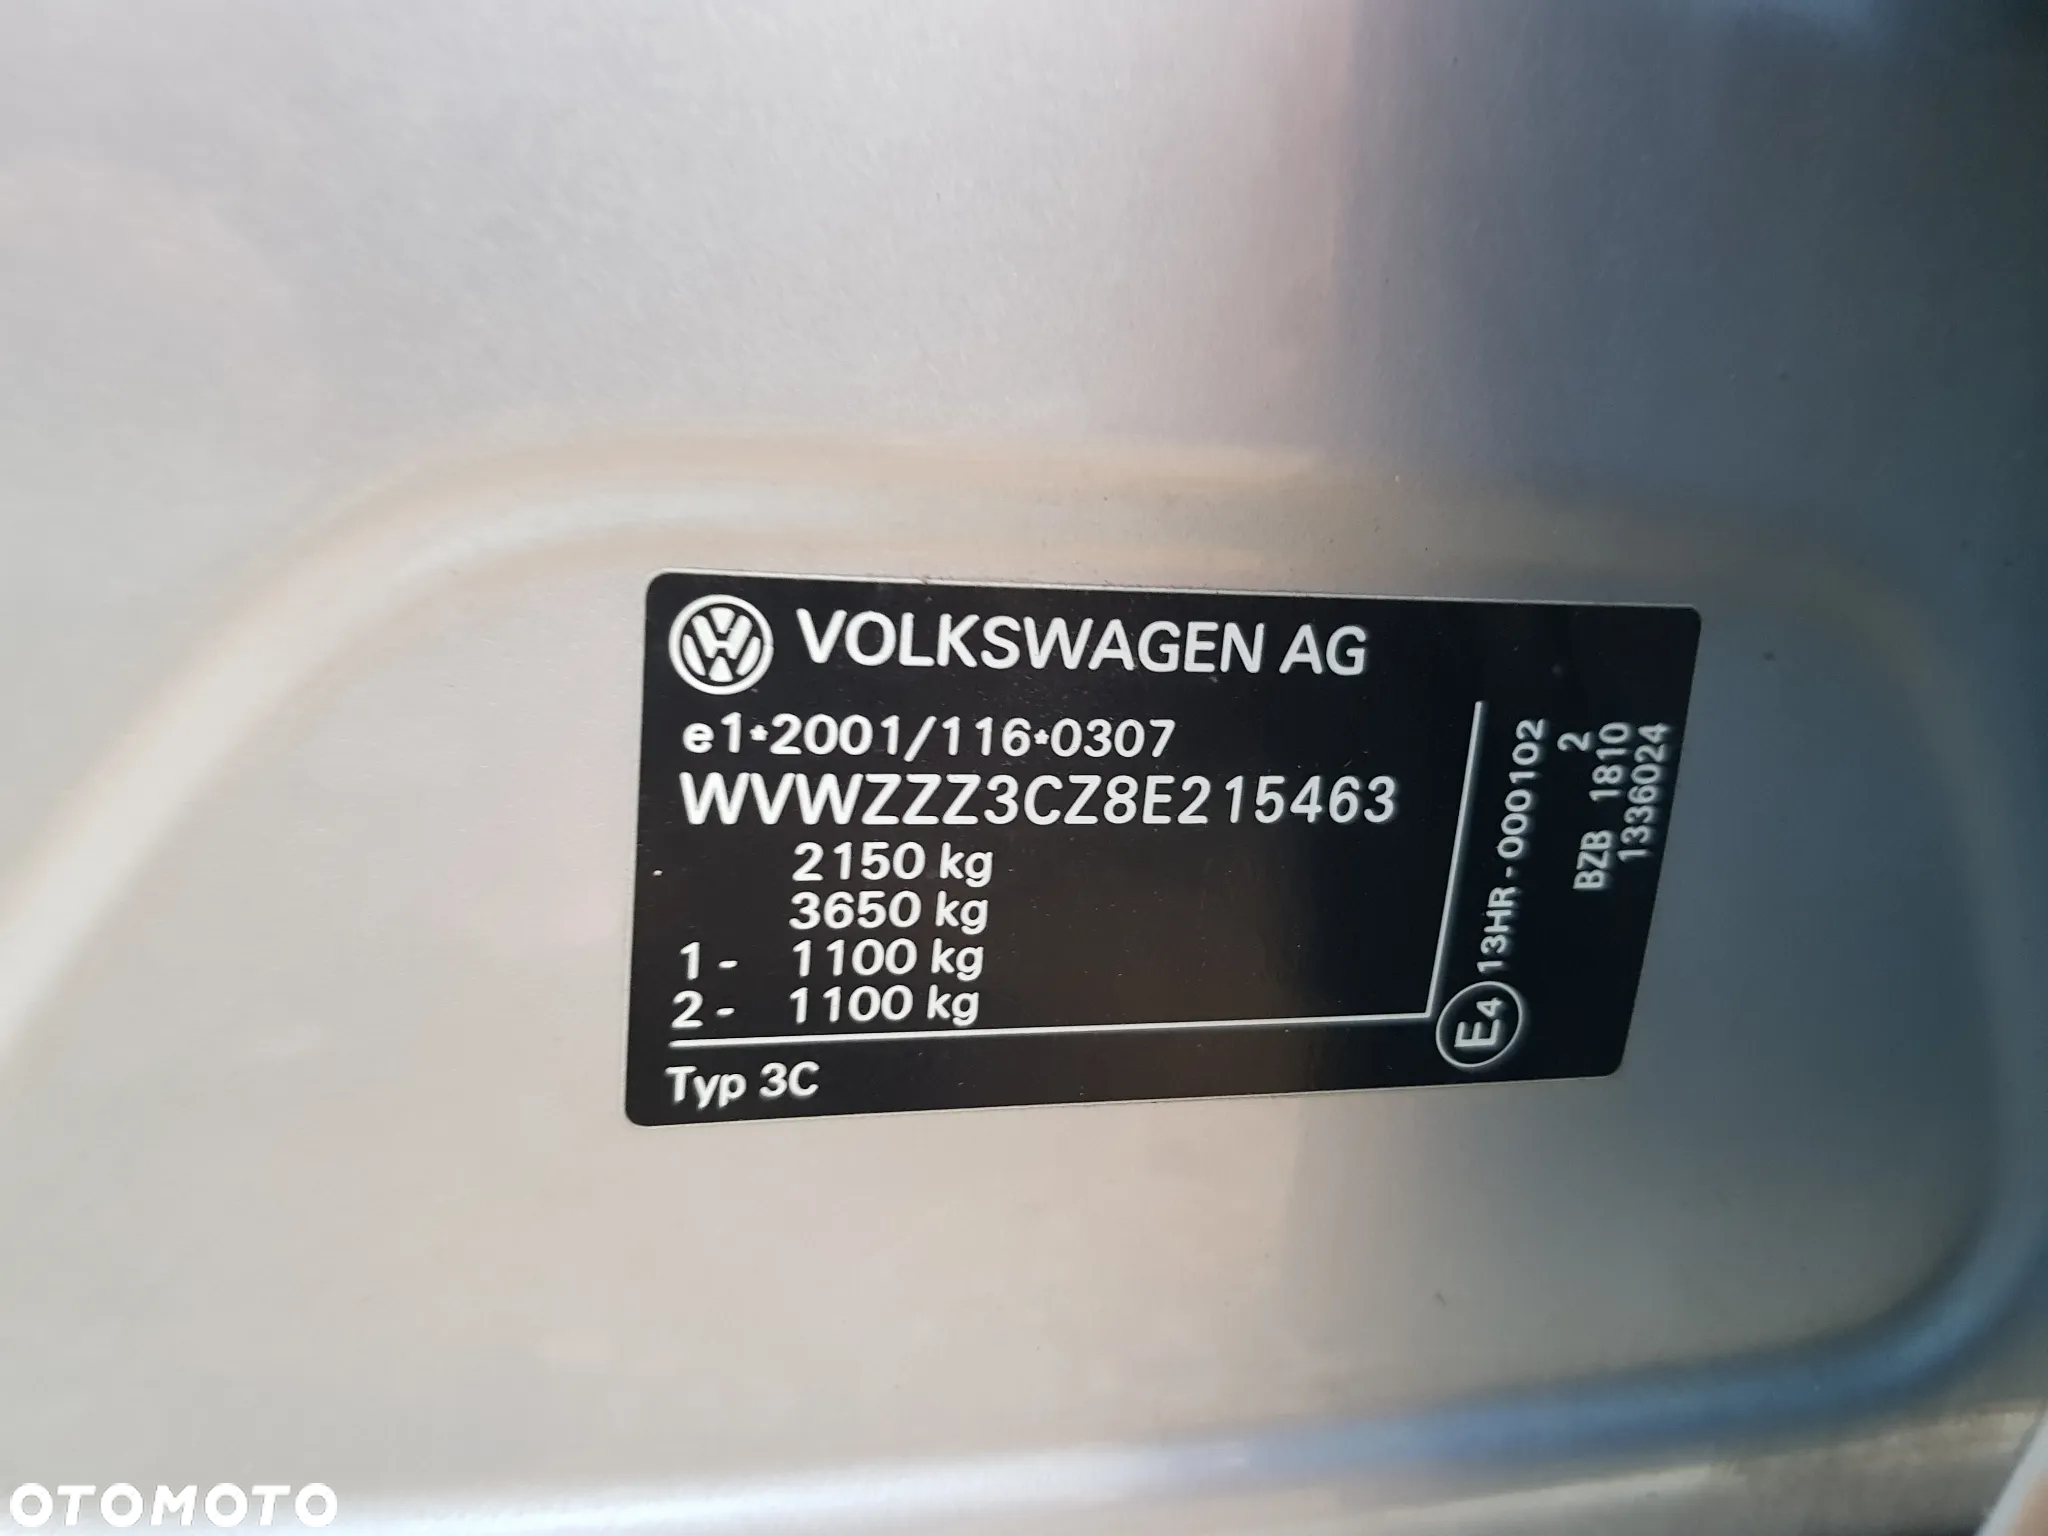 VOLKSWAGEN AG
e1*2001/116*0307
WVWZZZ3CZ8E215463
2150 kg
3650 kg
1- 1100 kg
2- 1100 kg
Typ 3C
E4 13HR-000102
2
BZB 1810
1336024
OTOMOTO